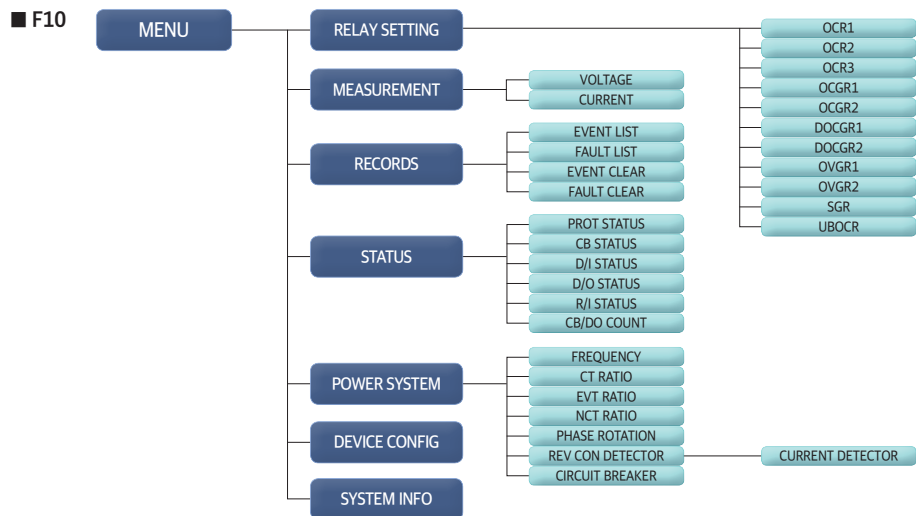 ■ F10
MENU
RELAY SETTING
OCR1
OCR2
OCR3
OCGR1
OCGR2
DOCGR1
DOCGR2
OVGR1
OVGR2
SGR
UBOCR
MEASUREMENT
VOLTAGE
CURRENT
RECORDS
EVENT LIST
FAULT LIST
EVENT CLEAR
FAULT CLEAR
STATUS
PROT STATUS
CB STATUS
D/I STATUS
D/O STATUS
R/I STATUS
CB/DO COUNT
POWER SYSTEM
FREQUENCY
CT RATIO
EVT RATIO
NCT RATIO
PHASE ROTATION
REV CON DETECTOR
CURRENT DETECTOR
CIRCUIT BREAKER
DEVICE CONFIG
SYSTEM INFO